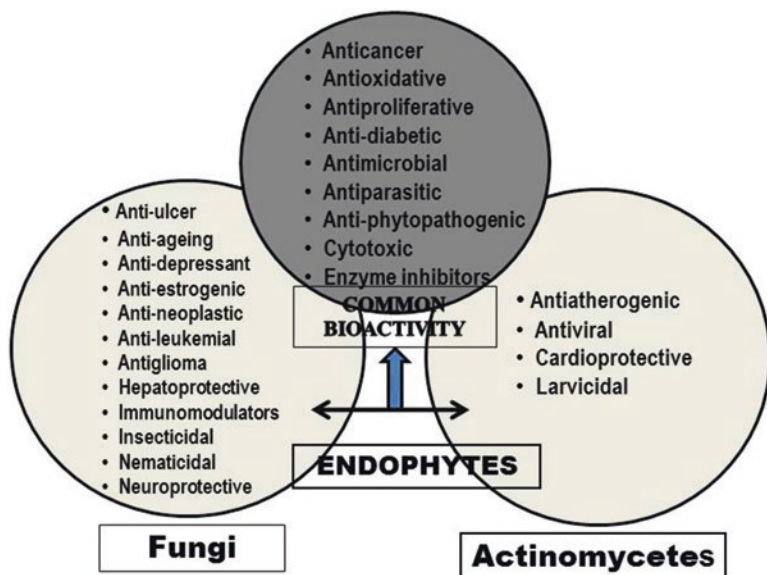 • Anticancer
• Antioxidative
• Antiproliferative
• Anti-diabetic
• Antimicrobial
• Antiparasitic
• Anti-phytopathogenic
• Cytotoxic
• Enzyme inhibitors
COMMON
BIOACTIVITY
• Anti-ulcer
• Anti-ageing
• Anti-depressant
• Anti-estrogenic
• Anti-neoplastic
• Anti-leukemial
• Antiglioma
• Hepatoprotective
• Immunomodulators
• Insecticidal
• Nematicidal
• Neuroprotective
• Antiatherogenic
• Antiviral
• Cardioprotective
• Larvicidal
ENDOPHYTES
Fungi
Actinomycetes